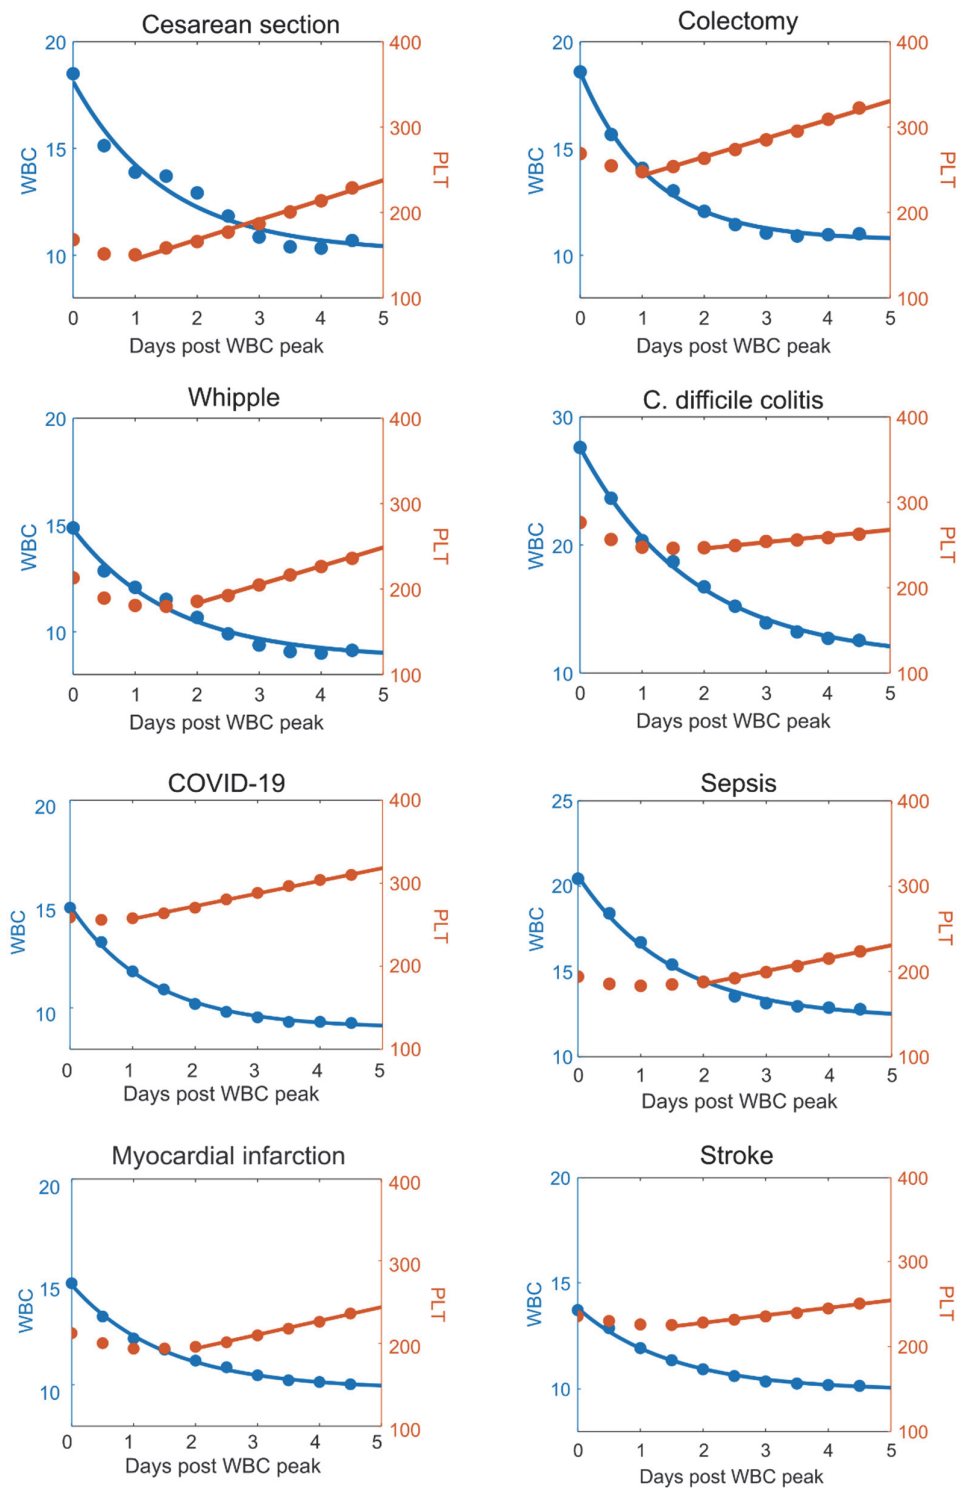 Cesarean section
20
15
10
WBC
400
300
200
100
PLT
0 1 2 3 4 5
Days post WBC peak
Colectomy
20
15
10
WBC
400
300
200
100
PLT
0 1 2 3 4 5
Days post WBC peak
Whipple
20
15
10
WBC
400
300
200
100
PLT
0 1 2 3 4 5
Days post WBC peak
C. difficile colitis
30
20
10
WBC
400
300
200
100
PLT
0 1 2 3 4 5
Days post WBC peak
COVID-19
20
15
10
WBC
400
300
200
100
PLT
0 1 2 3 4 5
Days post WBC peak
Sepsis
25
20
15
10
WBC
400
300
200
100
PLT
0 1 2 3 4 5
Days post WBC peak
Myocardial infarction
20
15
10
WBC
400
300
200
100
PLT
0 1 2 3 4 5
Days post WBC peak
Stroke
20
15
10
WBC
400
300
200
100
PLT
0 1 2 3 4 5
Days post WBC peak